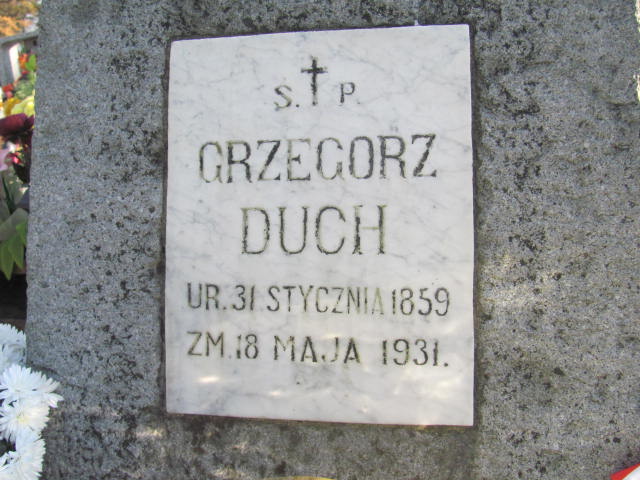 S. P.
GRZEGORZ
DUCH
UR. 31 STYCZNIA 1859
ZM. 18 MAJA 1931.